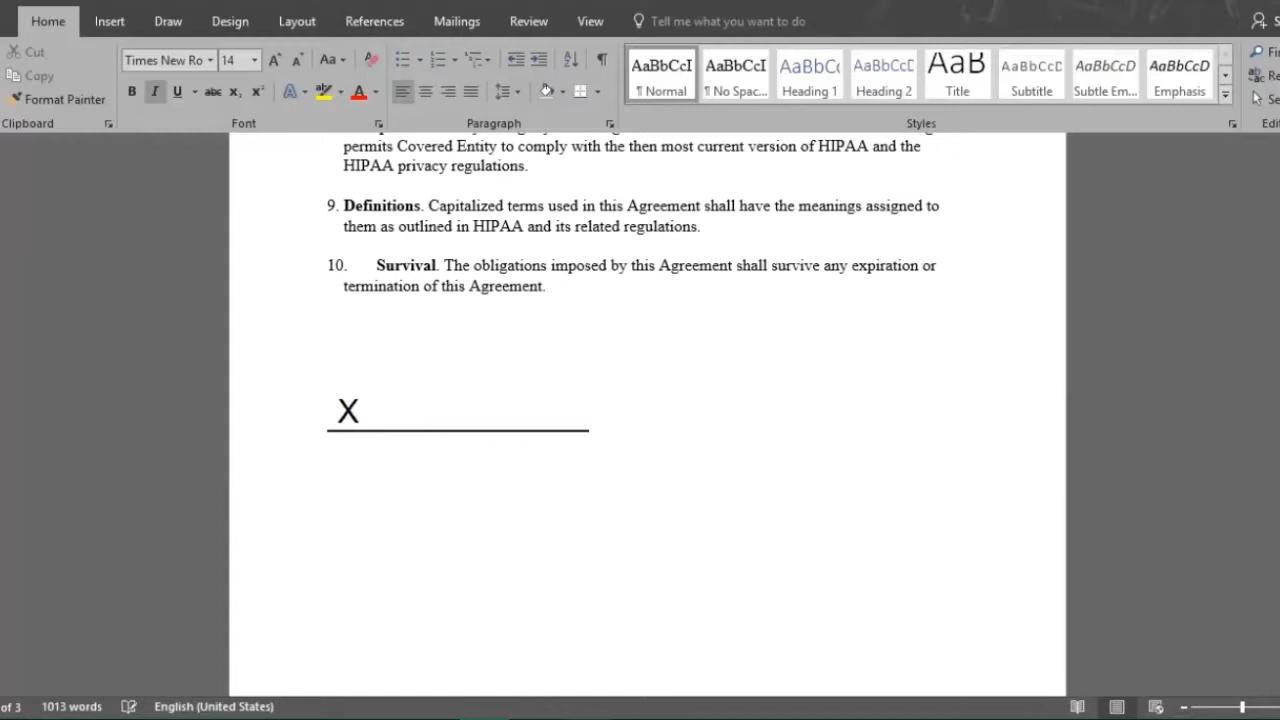 Home Insert Draw Design Layout References Mailings Review View Tell me what you want to do
Cut
Copy
Format Painter
Clipboard
Times New Ro 14 Aa
B I U abc X₂ X² A A
Font
Paragraph
AaBbCcI AaBbCcI AaBbCc AaBbCcD AaB AaBbCcD AaBbCcD AaBbCcD
¶ Normal ¶ No Spac... Heading 1 Heading 2 Title Subtitle Subtle Em... Emphasis
Styles
permits Covered Entity to comply with the then most current version of HIPAA and the
HIPAA privacy regulations.
9. Definitions. Capitalized terms used in this Agreement shall have the meanings assigned to
them as outlined in HIPAA and its related regulations.
10. Survival. The obligations imposed by this Agreement shall survive any expiration or
termination of this Agreement.
X
of 3 1013 words English (United States)